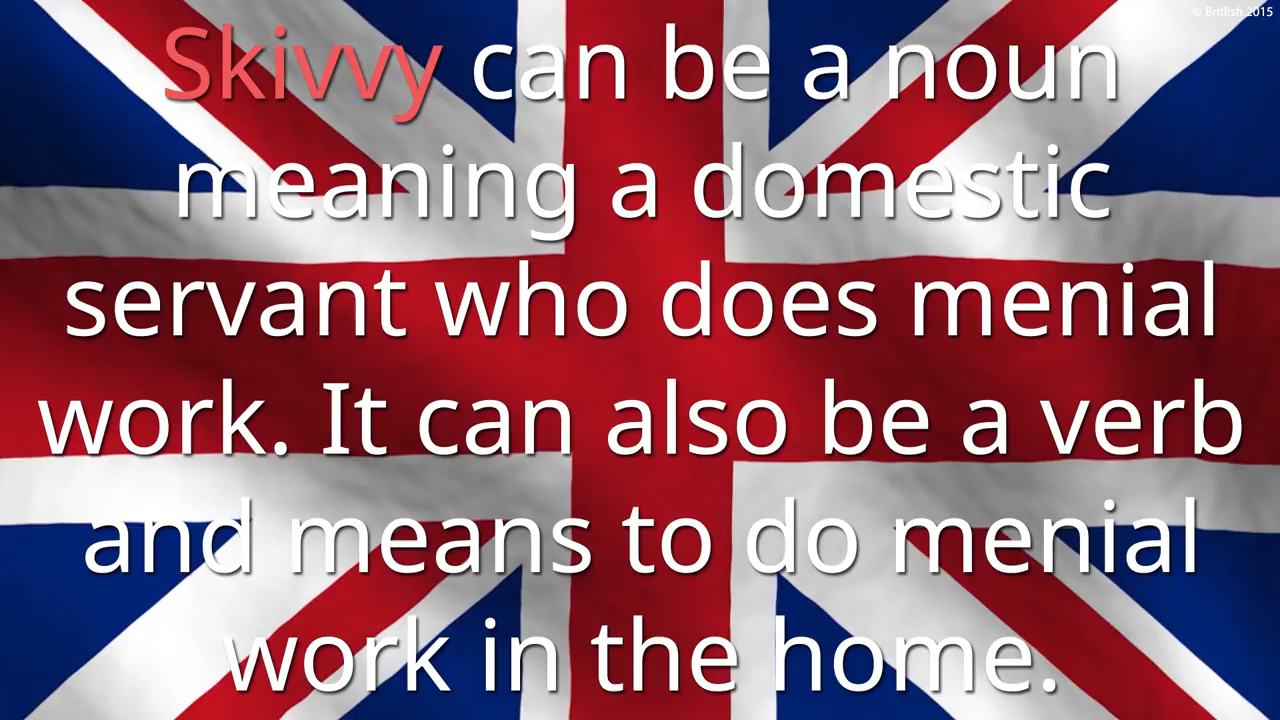 © Britlish 2015
Skivvy can be a noun
meaning a domestic
servant who does menial
work. It can also be a verb
and means to do menial
work in the home.